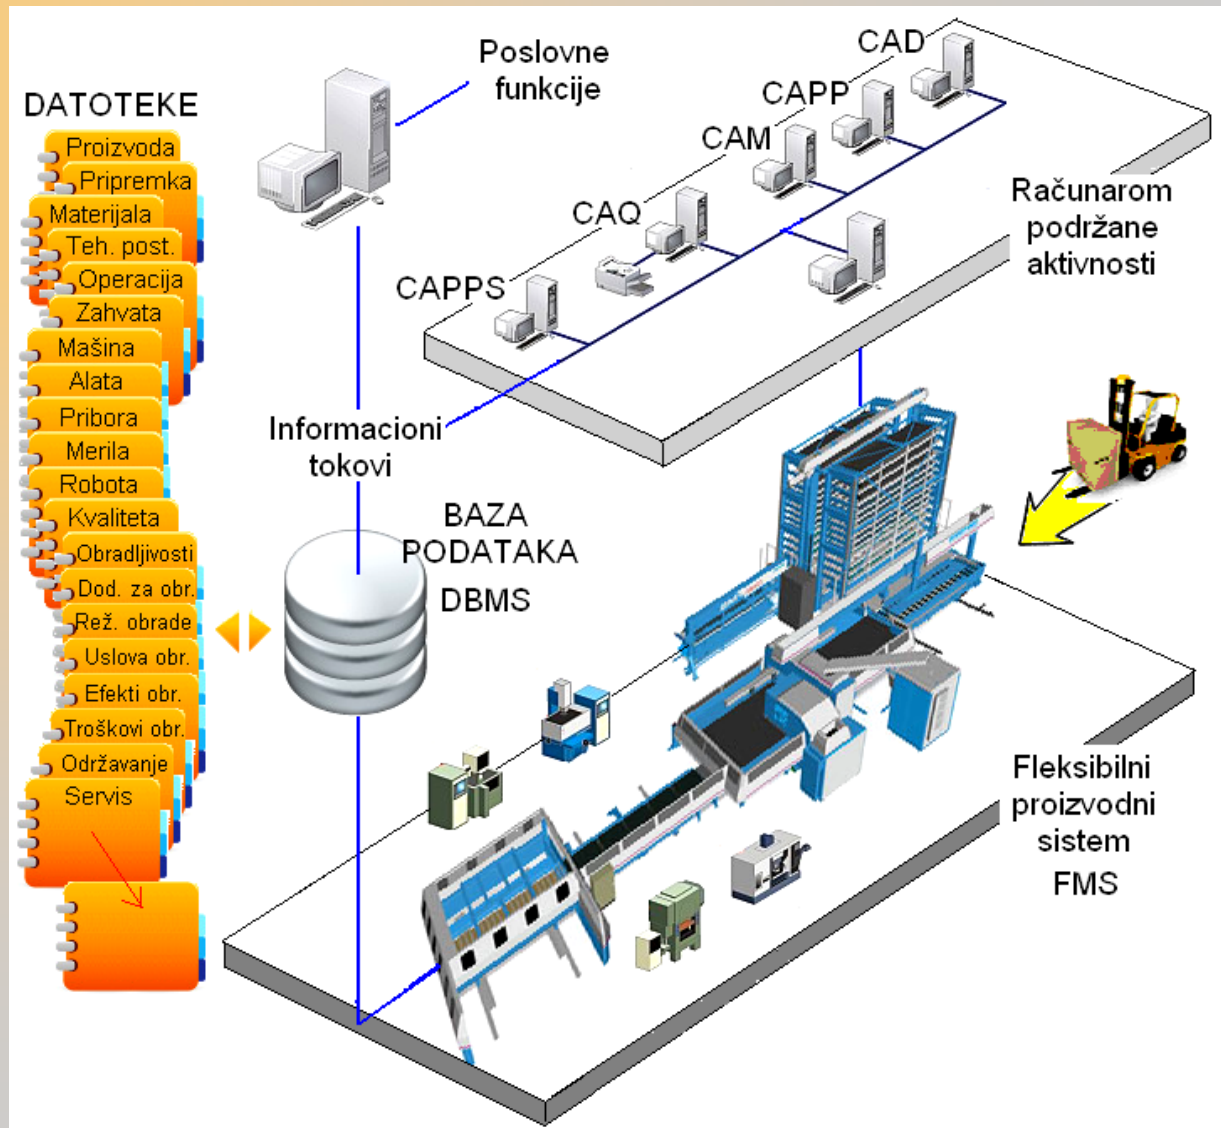 DATOTEKE
Proizvoda
Pripremka
Materijala
Teh. post.
Operacija
Zahvata
Mašina
Alata
Pribora
Merila
Robota
Kvaliteta
Obradljivosti
Dod. za obr.
Rež. obrade
Uslova obr.
Efekti obr.
Troškovi obr.
Održavanje
Servis
Poslovne
funkcije
CAD
CAPP
CAM
CAQ
CAPPS
Računarom
podržane
aktivnosti
Informacioni
tokovi
BAZA
PODATAKA
DBMS
Fleksibilni
proizvodni
sistem
FMS